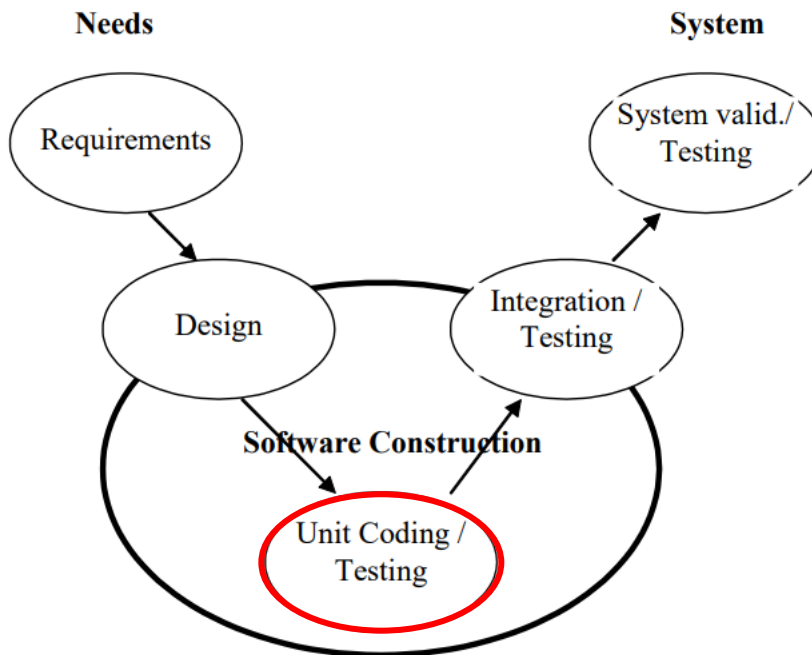 Needs
System
Requirements
System valid./
Testing
Design
Integration /
Testing
Software Construction
Unit Coding /
Testing